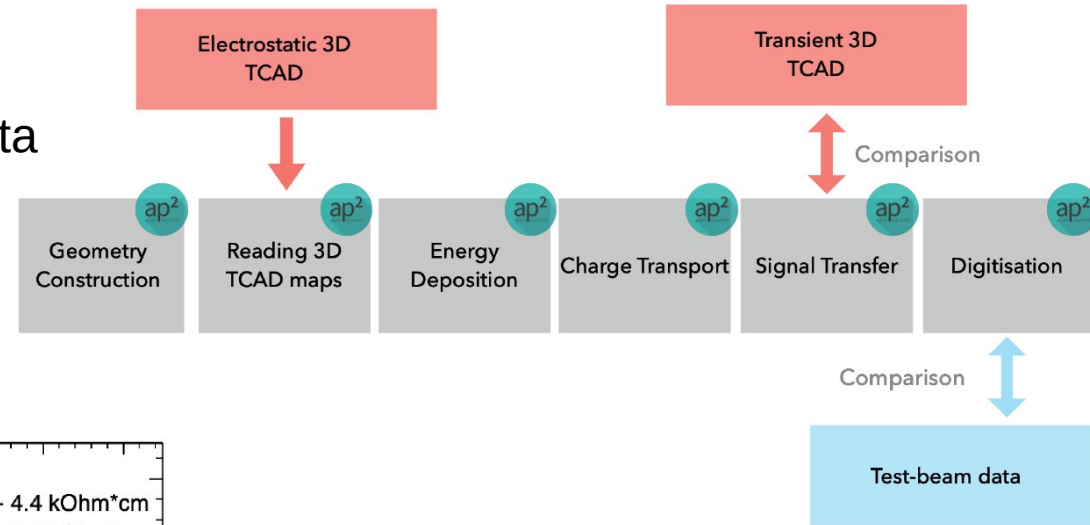 Electrostatic 3D
TCAD
Transient 3D
TCAD
ta
Comparison
ap²
ap²
ap²
ap²
ap²
ap²
Geometry
Construction
Reading 3D
TCAD maps
Energy
Deposition
Charge Transport
Signal Transfer
Digitisation
Comparison
Test-beam data
4.4 kOhm*cm